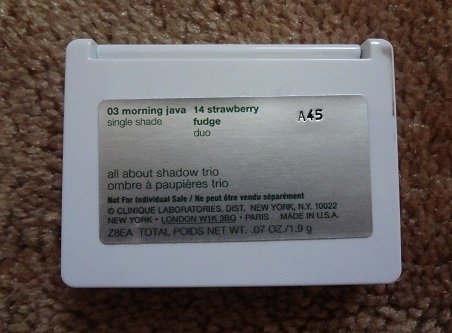 03 morning java 14 strawberry
single shade fudge A45
duo
all about shadow trio
ombre à paupières trio
Not For Individual Sale / Ne peut être vendu séparément
© CLINIQUE LABORATORIES, DIST. NEW YORK, N.Y. 10022
NEW YORK • LONDON W1K 3BQ • PARIS MADE IN U.S.A.
Z8EA TOTAL POIDS NET WT. .07 OZ./1.9 g